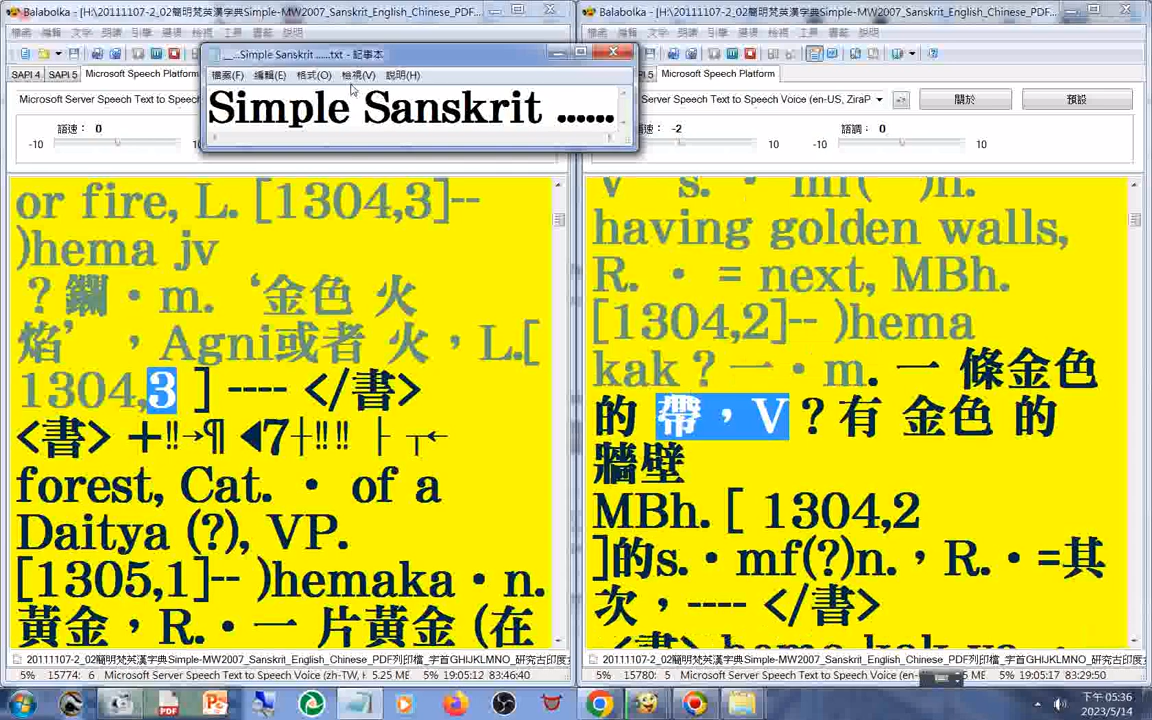 Balabolka - [H:\20111107-2_02簡明梵英漢字典Simple-MW2007_Sanskrit_English_Chinese_PDF...
Balabolka - [H:\20111107-2_02簡明梵英漢字典Simple-MW2007_Sanskrit_English_Chinese_PDF...
__...Simple Sanskrit ......txt - 記事本
檔案(F) 編輯(E) 格式(O) 檢視(V) 說明(H)
Simple Sanskrit ......
SAPI 4 SAPI 5 Microsoft Speech Platform
Microsoft Speech Platform
Microsoft Server Speech Text to Speech
Server Speech Text to Speech Voice (en-US, ZiraP
關於
預設
語速： 0
-10
語速： -2
10
語調： 0
-10
10
or fire, L. [1304,3]--
)hema jv
？鑭‧m.‘金色 火
焰’，Agni或者 火，L.[
1304,3 ] ---- </書>
<書> +‼→¶ ◀7┼‼‼ ├ ┬←
forest, Cat. ‧ of a
Daitya (?), VP.
[1305,1]-- )hemaka‧n.
黃金，R.‧一 片黃金 (在
having golden walls,
R. ‧ = next, MBh.
[1304,2]-- )hema
kak？一‧m. 一 條金色
的 帶，V？有 金色 的
牆壁
MBh. [ 1304,2
]的s.‧mf(?)n.，R.‧=其
次，---- </書>
20111107-2_02簡明梵英漢字典Simple-MW2007_Sanskrit_English_Chinese_PDF列印檔_字首GHIJKLMNO_研究古印度
20111107-2_02簡明梵英漢字典Simple-MW2007_Sanskrit_English_Chinese_PDF列印檔_字首GHIJKLMNO_研究古印度
5% 15774: 6 Microsoft Server Speech Text to Speech Voice (zh-TW, H 5.25 ME 5% 19:05:12 83:46:40
5% 15780: 5 Microsoft Server Speech Text to Speech Voice (en- 5.25 ME 5% 19:05:17 83:29:50
下午 05:36
2023/5/14